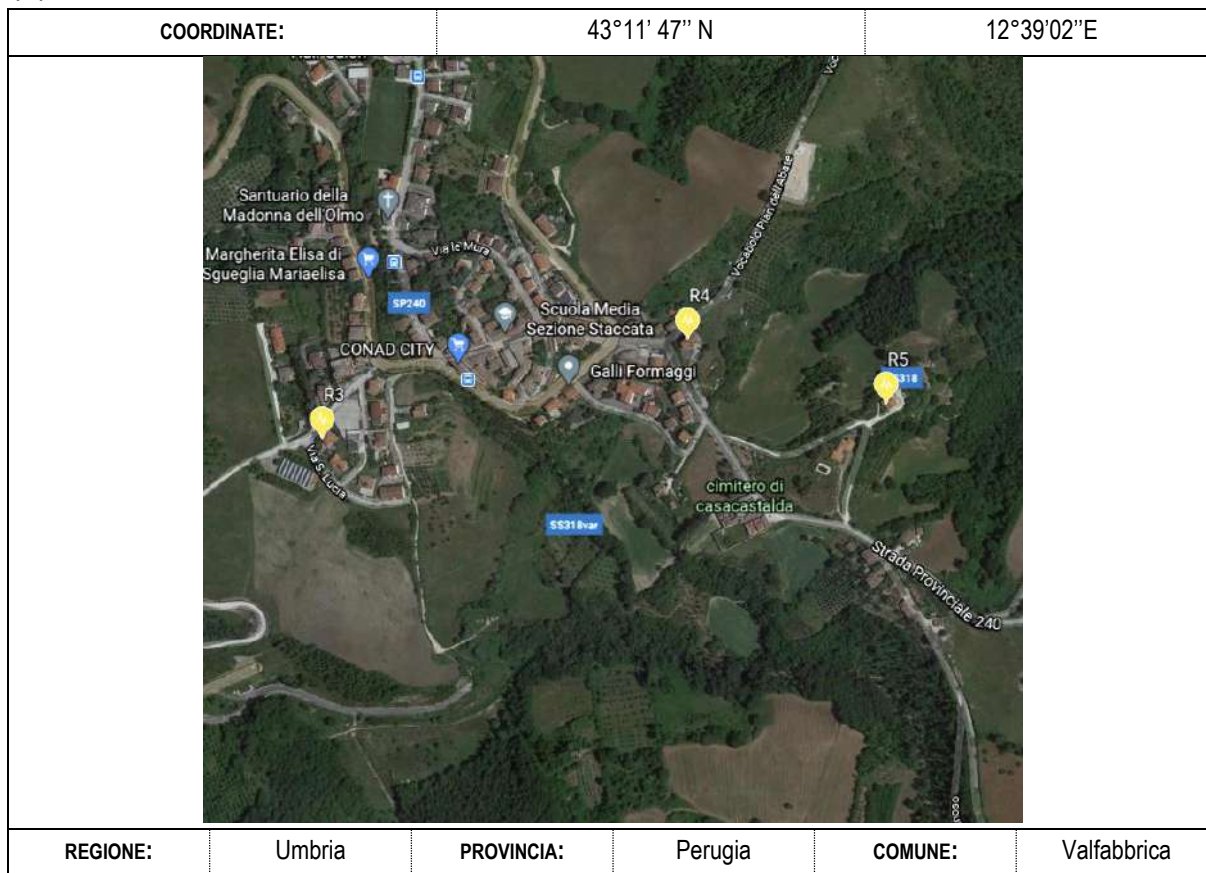 COORDINATE: 43°11' 47’’ N 12°39'02’’E
Santuario della
Madonna dell'Olmo
Via le Mura
Margherita Elisa di
Sgueglia Mariaelisa
SP240
Scuola Media
Sezione Staccata
CONAD CITY
Galli Formaggi
Vocabolo Pian dell'Abate
R4
R5
R3
Via S. Lucia
cimitero di
casacastalda
SS318var
Strada Provinciale 240
REGIONE: Umbria PROVINCIA: Perugia COMUNE: Valfabbrica